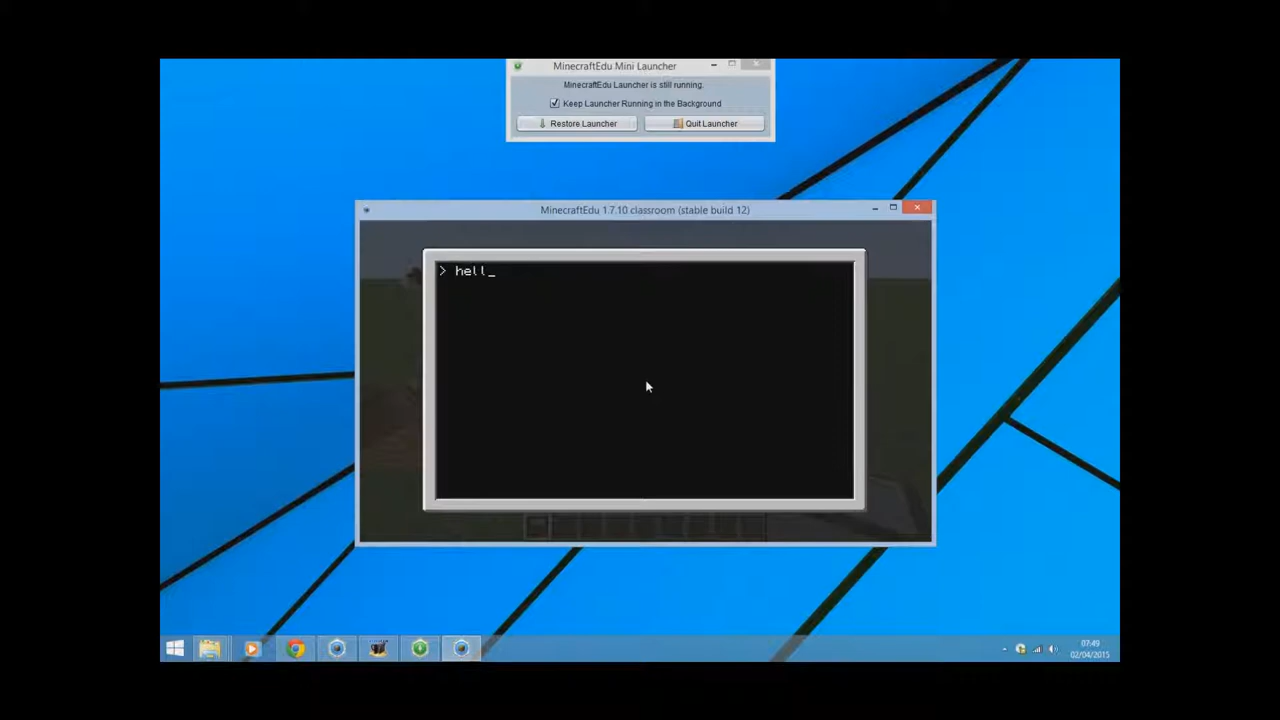 MinecraftEdu Mini Launcher
MinecraftEdu Launcher is still running.
Keep Launcher Running in the Background
Restore Launcher
Quit Launcher
MinecraftEdu 1.7.10 classroom (stable build 12)
> hell_
07:49
02/04/2015